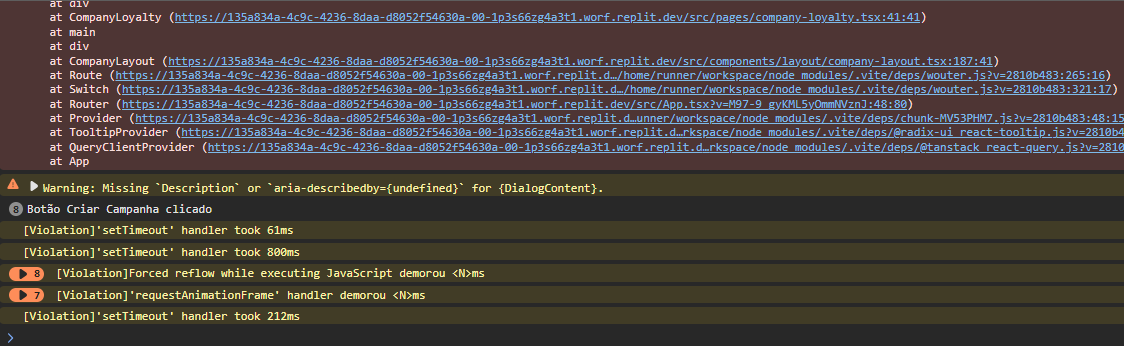 at div
at CompanyLoyalty (https://135a834a-4c9c-4236-8daa-d8052f54630a-00-1p3s66zg4a3t1.worf.replit.dev/src/pages/company-loyalty.tsx:41:41)
at main
at div
at CompanyLayout (https://135a834a-4c9c-4236-8daa-d8052f54630a-00-1p3s66zg4a3t1.worf.replit.dev/src/components/layout/company-layout.tsx:187:41)
at Route (https://135a834a-4c9c-4236-8daa-d8052f54630a-00-1p3s66zg4a3t1.worf.replit.d…/home/runner/workspace/node_modules/.vite/deps/wouter.js?v=2810b483:265:16)
at Switch (https://135a834a-4c9c-4236-8daa-d8052f54630a-00-1p3s66zg4a3t1.worf.replit.d…/home/runner/workspace/node_modules/.vite/deps/wouter.js?v=2810b483:321:17)
at Router (https://135a834a-4c9c-4236-8daa-d8052f54630a-00-1p3s66zg4a3t1.worf.replit.dev/src/App.tsx?v=M97-9_gyKML5yOmmNVznJ:48:80)
at Provider (https://135a834a-4c9c-4236-8daa-d8052f54630a-00-1p3s66zg4a3t1.worf.replit.d…unner/workspace/node_modules/.vite/deps/chunk-MV53PHM7.js?v=2810b483:48:15
at TooltipProvider (https://135a834a-4c9c-4236-8daa-d8052f54630a-00-1p3s66zg4a3t1.worf.replit.d…rkspace/node_modules/.vite/deps/@radix-ui_react-tooltip.js?v=2810b4
at QueryClientProvider (https://135a834a-4c9c-4236-8daa-d8052f54630a-00-1p3s66zg4a3t1.worf.replit.d…rkspace/node_modules/.vite/deps/@tanstack_react-query.js?v=2810
at App
Warning: Missing `Description` or `aria-describedby={undefined}` for {DialogContent}.
8 Botão Criar Campanha clicado
[Violation]'setTimeout' handler took 61ms
[Violation]'setTimeout' handler took 800ms
8 [Violation]Forced reflow while executing JavaScript demorou <N>ms
7 [Violation]'requestAnimationFrame' handler demorou <N>ms
[Violation]'setTimeout' handler took 212ms